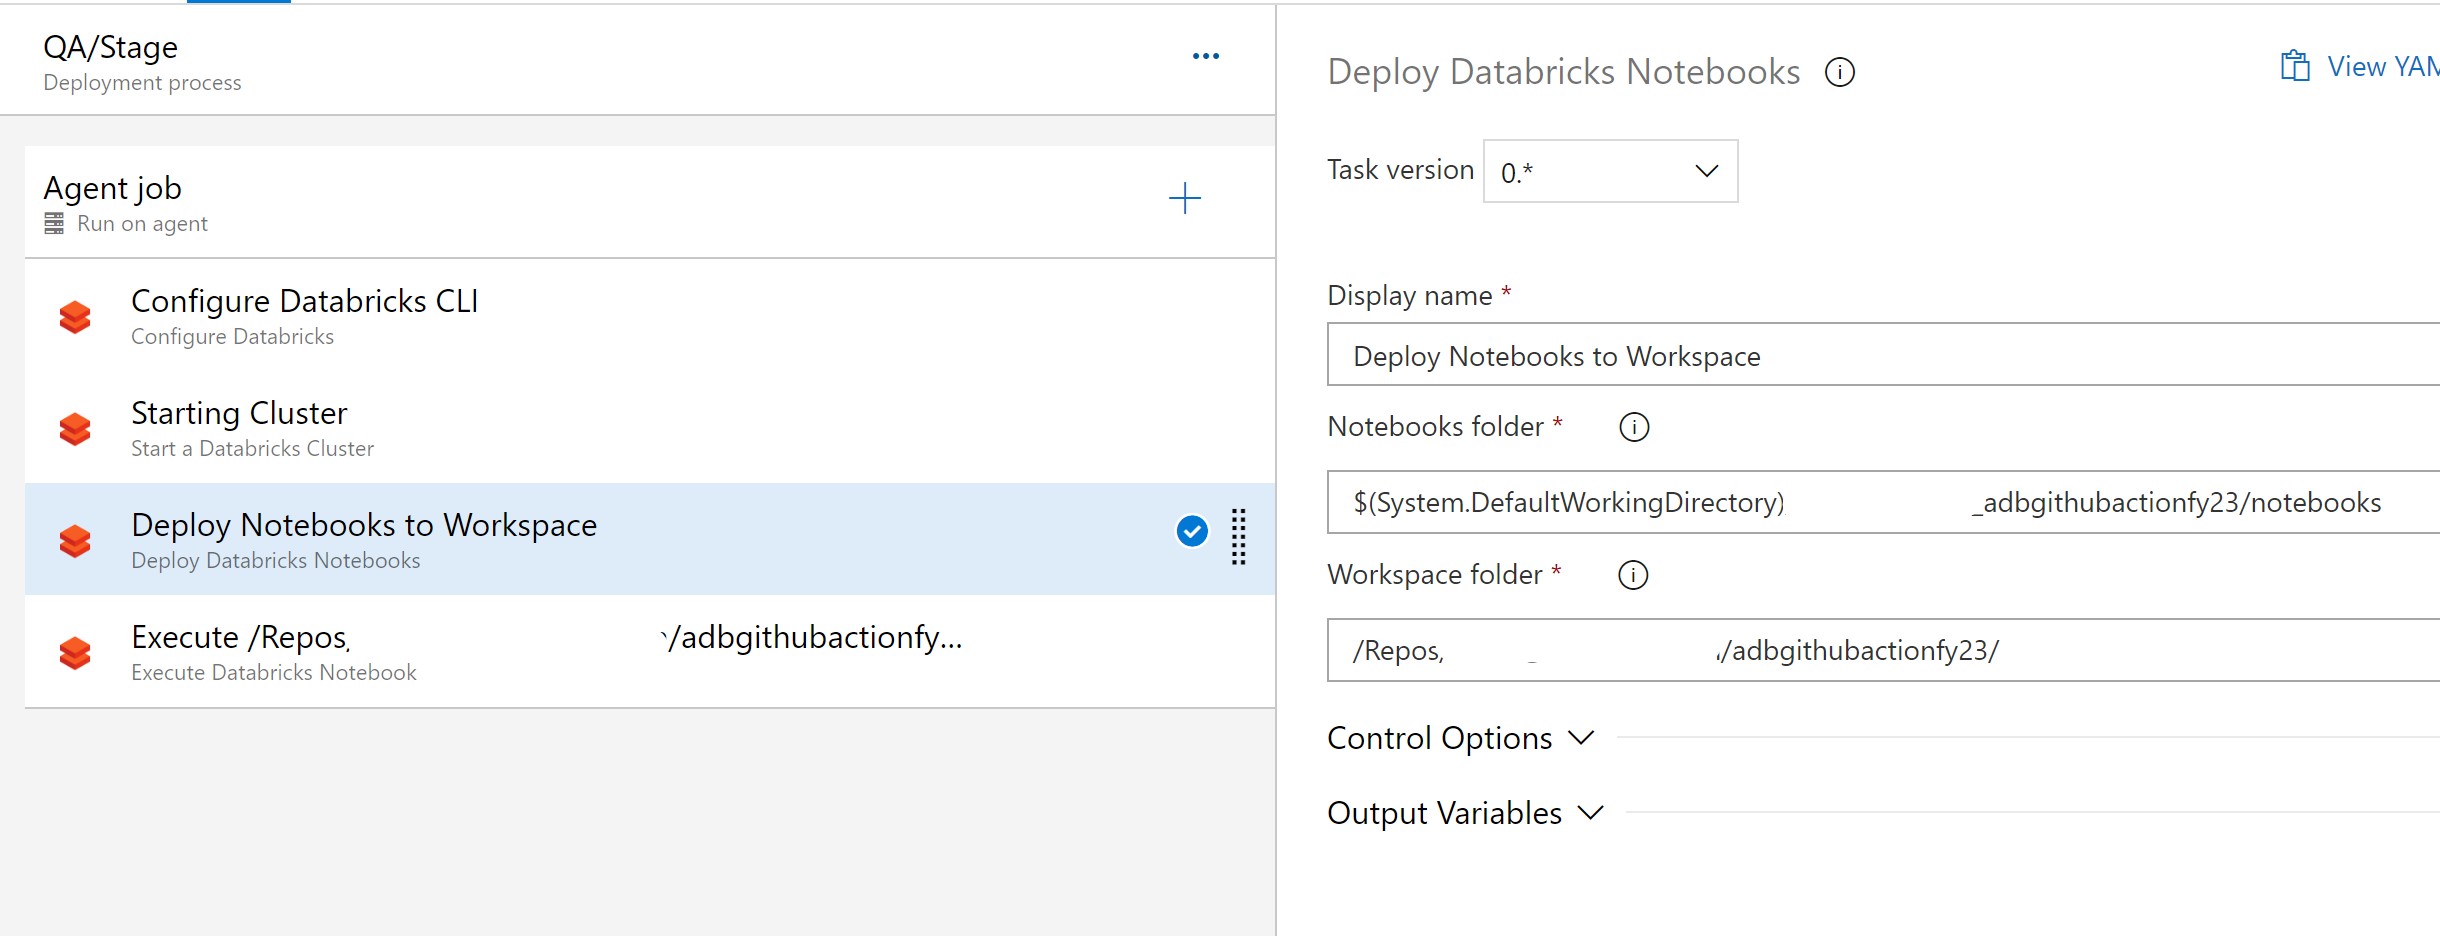 QA/Stage
Deployment process
Agent job
Run on agent
Configure Databricks CLI
Configure Databricks
Starting Cluster
Start a Databricks Cluster
Deploy Notebooks to Workspace
Deploy Databricks Notebooks
Execute /Repos /adbgithubactionfy...
Execute Databricks Notebook
Deploy Databricks Notebooks
View YAM
Task version 0.*
Display name *
Deploy Notebooks to Workspace
Notebooks folder *
$(System.DefaultWorkingDirectory) _adbgithubactionfy23/notebooks
Workspace folder *
/Repos /adbgithubactionfy23/
Control Options
Output Variables